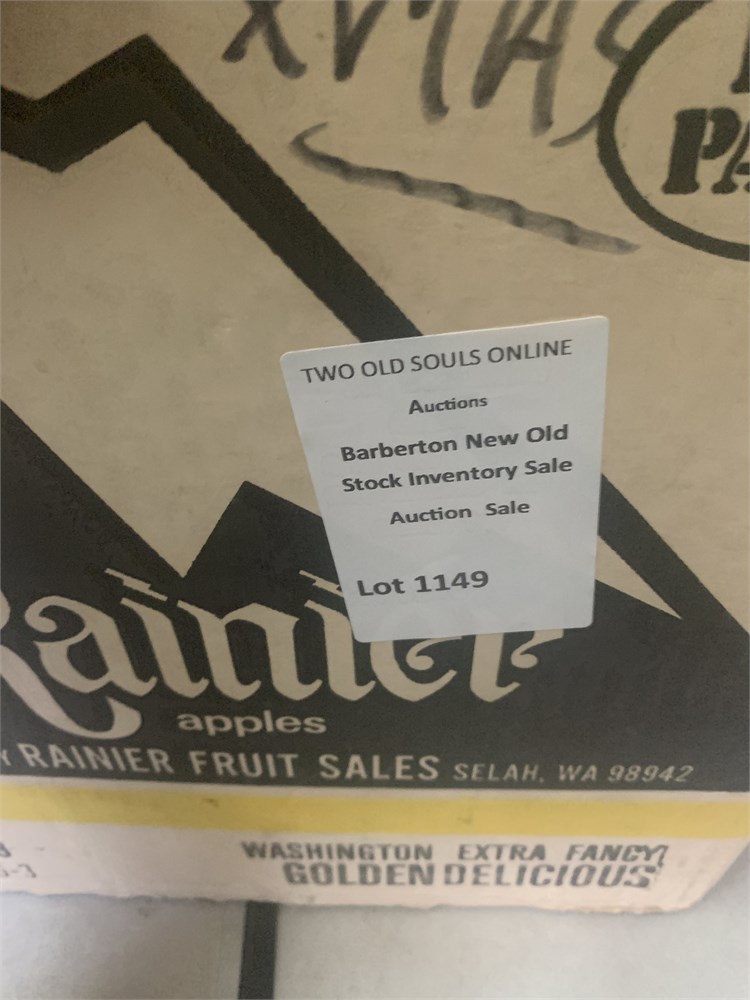 XMAS
PA
TWO OLD SOULS ONLINE
Auctions
Barberton New Old
Stock Inventory Sale
Auction Sale
Lot 1149
Rainier
apples
RAINIER FRUIT SALES SELAH, WA 98942
WASHINGTON EXTRA FANCY
GOLDEN DELICIOUS